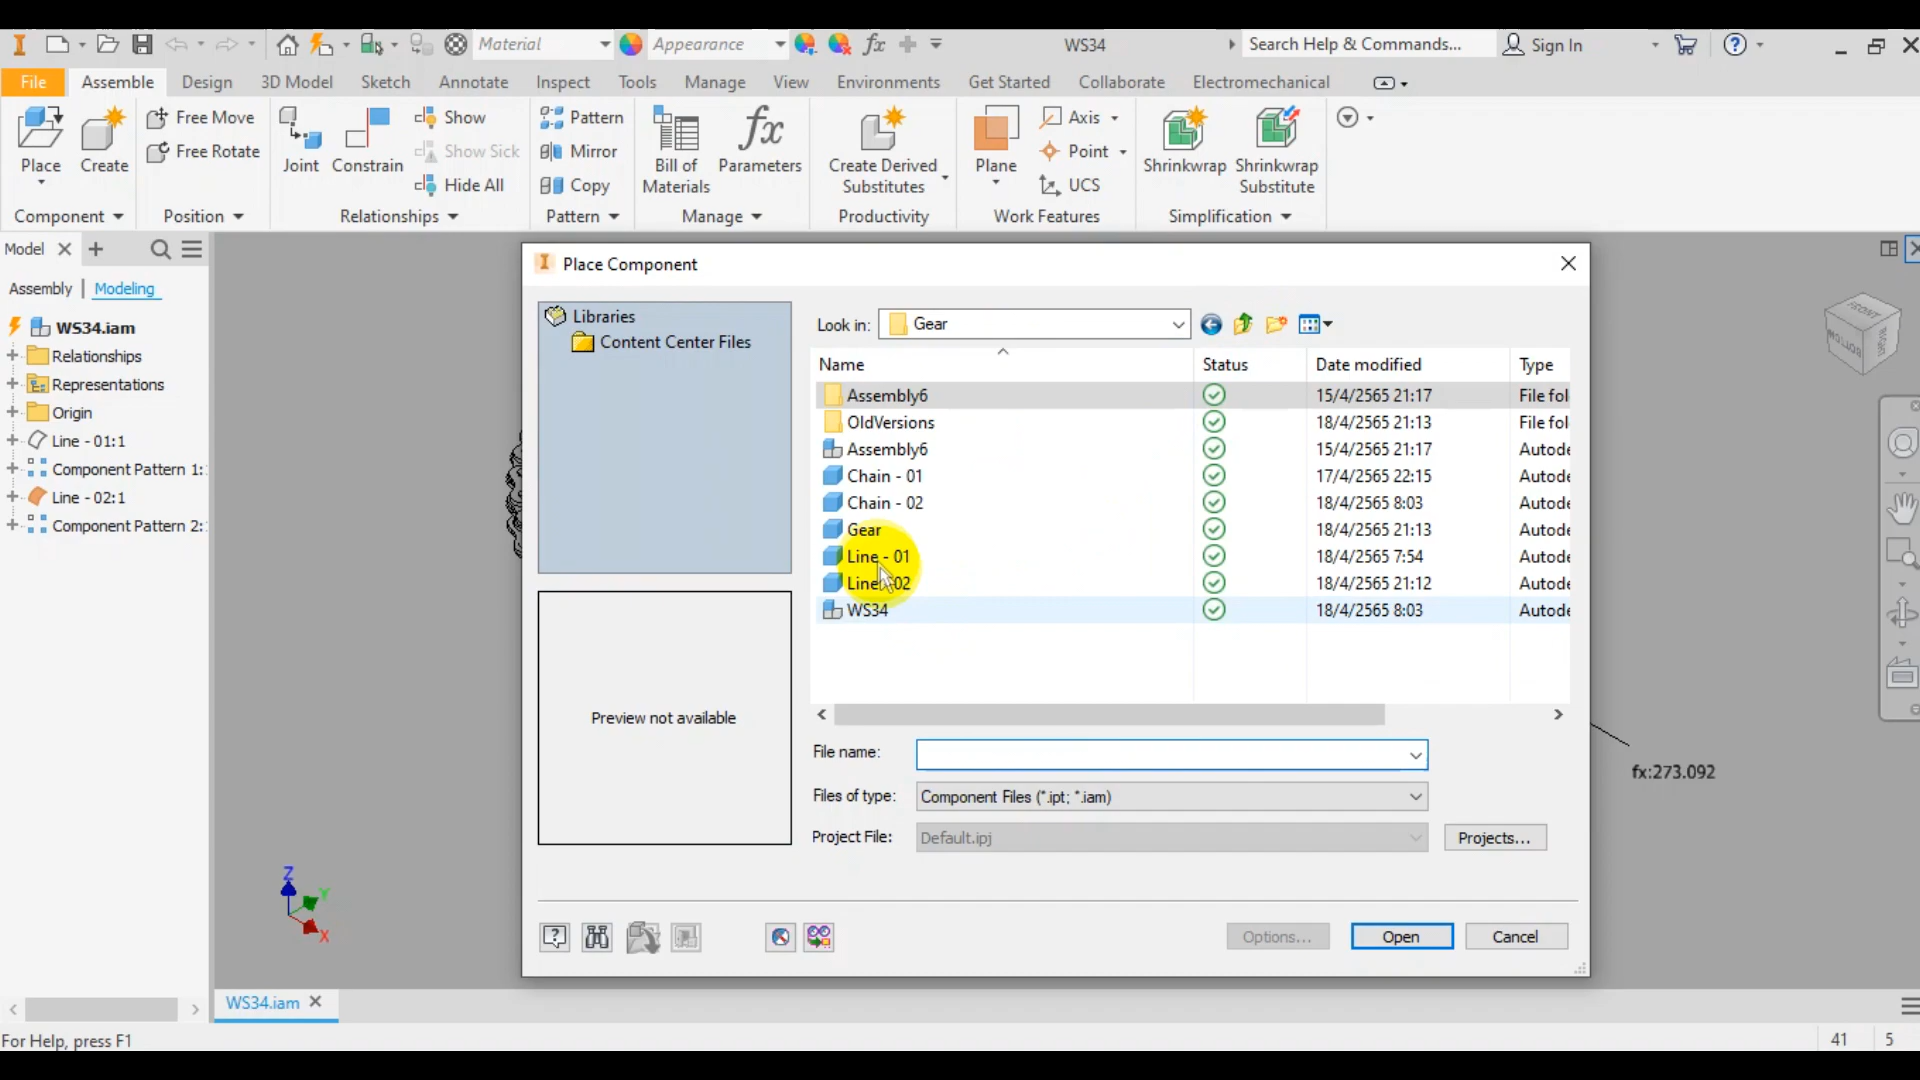 Material
Appearance
fx
WS34
Search Help & Commands...
Sign In
?
File
Assemble
Design
3D Model
Sketch
Annotate
Inspect
Tools
Manage
View
Environments
Get Started
Collaborate
Electromechanical
Place
Create
Free Move
Free Rotate
Joint
Constrain
Show
Show Sick
Hide All
Pattern
Mirror
Copy
Bill of
Materials
fx
Parameters
Create Derived
Substitutes
Plane
Axis
Point
UCS
Shrinkwrap
Shrinkwrap
Substitute
Component
Position
Relationships
Pattern
Manage
Productivity
Work Features
Simplification
Model
Assembly | Modeling
WS34.iam
Relationships
Representations
Origin
Line - 01:1
Component Pattern 1:
Line - 02:1
Component Pattern 2:
Place Component
Libraries
Content Center Files
Preview not available
Look in:
Gear
Name
Status
Date modified
Type
Assembly6 15/4/2565 21:17 File fol
OldVersions 18/4/2565 21:13 File fol
Assembly6 15/4/2565 21:17 Autode
Chain - 01 17/4/2565 22:15 Autode
Chain - 02 18/4/2565 8:03 Autode
Gear 18/4/2565 21:13 Autode
Line - 01 18/4/2565 7:54 Autode
Line - 02 18/4/2565 21:12 Autode
WS34 18/4/2565 8:03 Autode
File name:
Files of type:
Component Files (*.ipt; *.iam)
Project File:
Default.ipj
Projects...
Options...
Open
Cancel
FRONT
RIGHT
BOTTOM
fx:273.092
Z
Y
X
WS34.iam
For Help, press F1
41
5